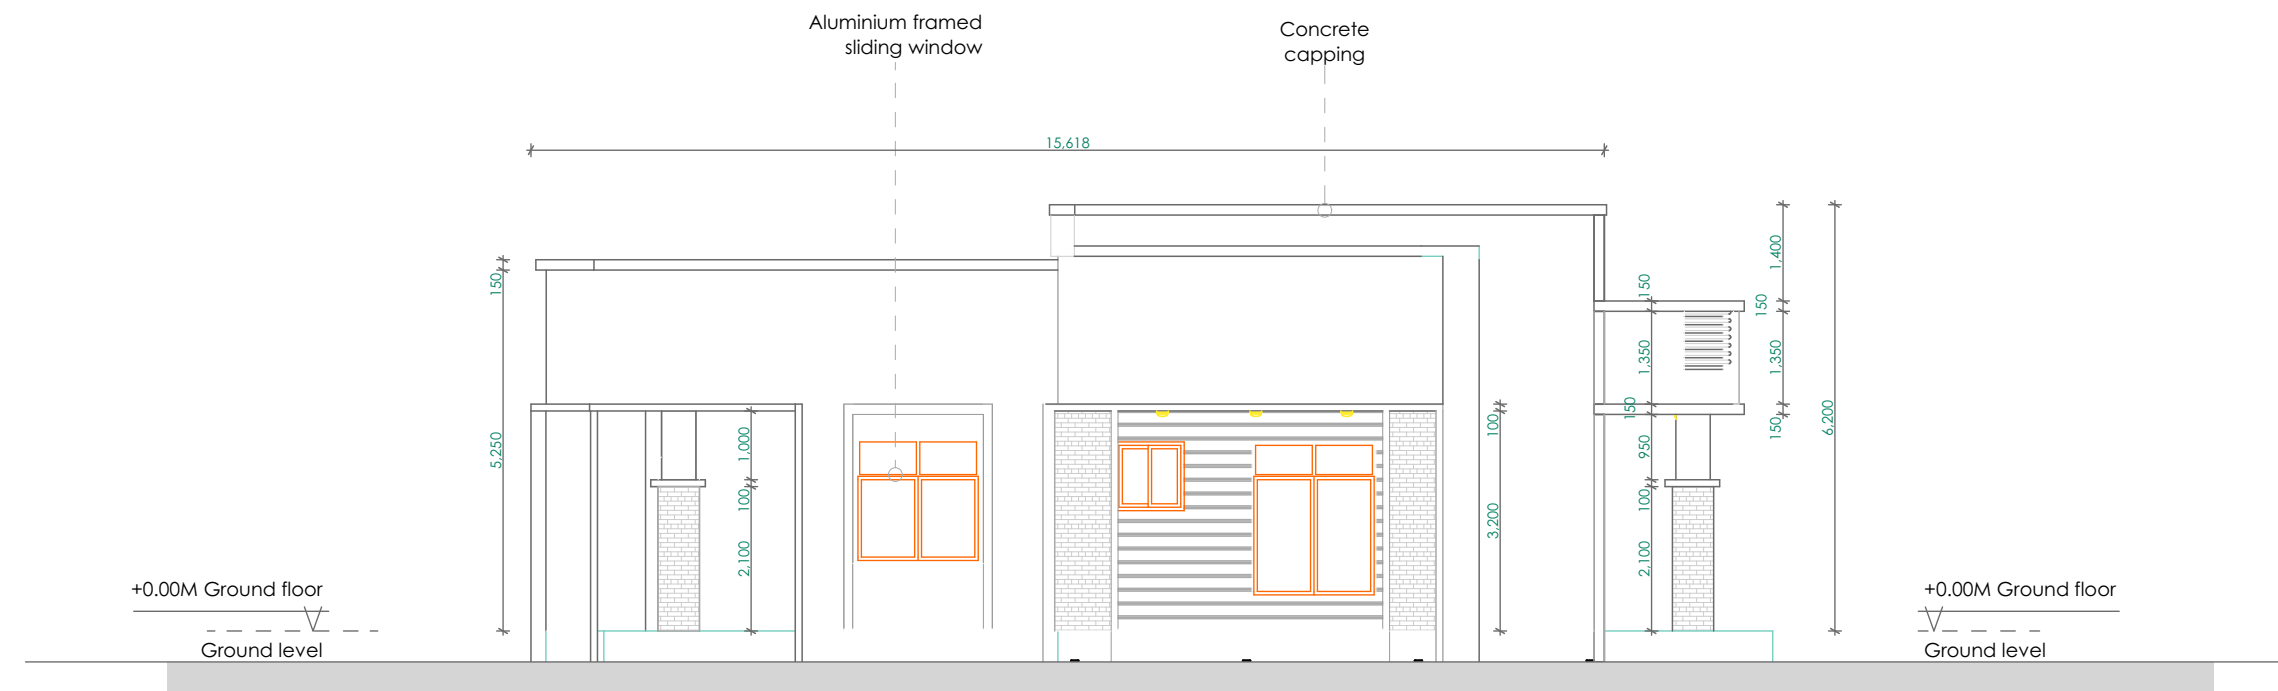 Aluminium framed
sliding window
Concrete
capping
15,618
150
5,250
1,000
100
2,100
100
3,200
150
1,350
150
950
100
2,100
1,400
150
1,350
150
6,200
+0.00M Ground floor
Ground level
+0.00M Ground floor
Ground level